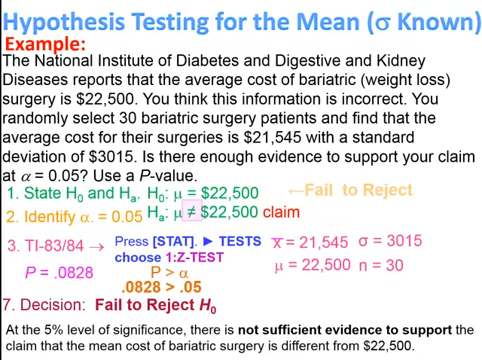 Hypothesis Testing for the Mean (σ Known)
Example:
The National Institute of Diabetes and Digestive and Kidney
Diseases reports that the average cost of bariatric (weight loss)
surgery is $22,500. You think this information is incorrect. You
randomly select 30 bariatric surgery patients and find that the
average cost for their surgeries is $21,545 with a standard
deviation of $3015. Is there enough evidence to support your claim
at α = 0.05? Use a P-value.
1. State H₀ and Hₐ. H₀: μ = $22,500 ←Fail to Reject
Hₐ: μ ≠ $22,500 claim
2. Identify α. = 0.05
3. TI-83/84 → Press [STAT]. ► TESTS
choose 1:Z-TEST
x̅ = 21,545 σ = 3015
μ = 22,500 n = 30
P = .0828 P > α
.0828 > .05
7. Decision: Fail to Reject H₀
At the 5% level of significance, there is not sufficient evidence to support the
claim that the mean cost of bariatric surgery is different from $22,500.